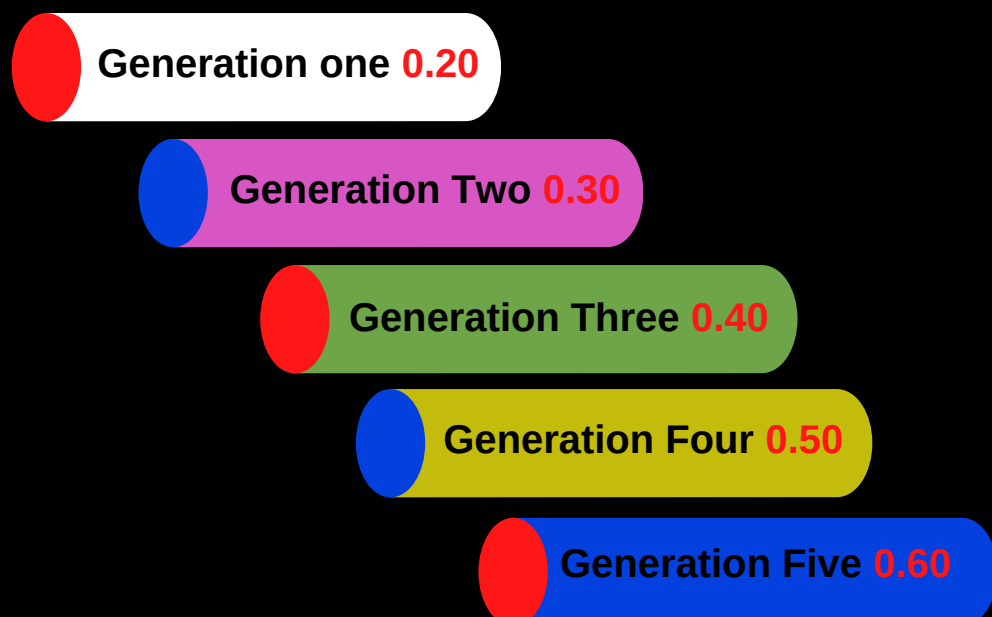 Generation one 0.20
Generation Two 0.30
Generation Three 0.40
Generation Four 0.50
Generation Five 0.60